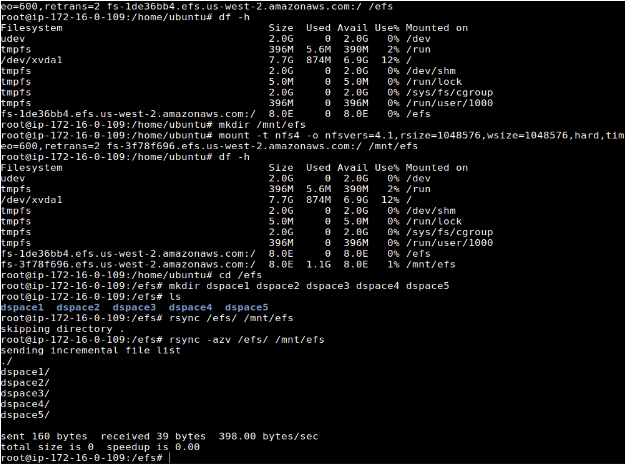 eo=600,retrans=2 fs-1de36bb4.efs.us-west-2.amazonaws.com:/ /efs
root@ip-172-16-0-109:/home/ubuntu# df -h
Filesystem                                 Size  Used Avail Use% Mounted on
udev                                       2.0G     0  2.0G   0% /dev
tmpfs                                      396M  5.6M  390M   2% /run
/dev/xvda1                                 7.7G  874M  6.9G  12% /
tmpfs                                      2.0G     0  2.0G   0% /dev/shm
tmpfs                                      5.0M     0  5.0M   0% /run/lock
tmpfs                                      2.0G     0  2.0G   0% /sys/fs/cgroup
tmpfs                                      396M     0  396M   0% /run/user/1000
fs-1de36bb4.efs.us-west-2.amazonaws.com:/  8.0E     0  8.0E   0% /efs
root@ip-172-16-0-109:/home/ubuntu# mkdir /mnt/efs
root@ip-172-16-0-109:/home/ubuntu# mount -t nfs4 -o nfsvers=4.1,rsize=1048576,wsize=1048576,hard,tim
eo=600,retrans=2 fs-3f78f696.efs.us-west-2.amazonaws.com:/ /mnt/efs
root@ip-172-16-0-109:/home/ubuntu# df -h
Filesystem                                 Size  Used Avail Use% Mounted on
udev                                       2.0G     0  2.0G   0% /dev
tmpfs                                      396M  5.6M  390M   2% /run
/dev/xvda1                                 7.7G  874M  6.9G  12% /
tmpfs                                      2.0G     0  2.0G   0% /dev/shm
tmpfs                                      5.0M     0  5.0M   0% /run/lock
tmpfs                                      2.0G     0  2.0G   0% /sys/fs/cgroup
tmpfs                                      396M     0  396M   0% /run/user/1000
fs-1de36bb4.efs.us-west-2.amazonaws.com:/  8.0E     0  8.0E   0% /efs
fs-3f78f696.efs.us-west-2.amazonaws.com:/  8.0E  1.1G  8.0E   1% /mnt/efs
root@ip-172-16-0-109:/home/ubuntu# cd /efs
root@ip-172-16-0-109:/efs# mkdir dspace1 dspace2 dspace3 dspace4 dspace5
root@ip-172-16-0-109:/efs# ls
dspace1  dspace2  dspace3  dspace4  dspace5
root@ip-172-16-0-109:/efs# rsync /efs/ /mnt/efs
skipping directory .
root@ip-172-16-0-109:/efs# rsync -azv /efs/ /mnt/efs
sending incremental file list
./
dspace1/
dspace2/
dspace3/
dspace4/
dspace5/
sent 160 bytes  received 39 bytes  398.00 bytes/sec
total size is 0  speedup is 0.00
root@ip-172-16-0-109:/efs#